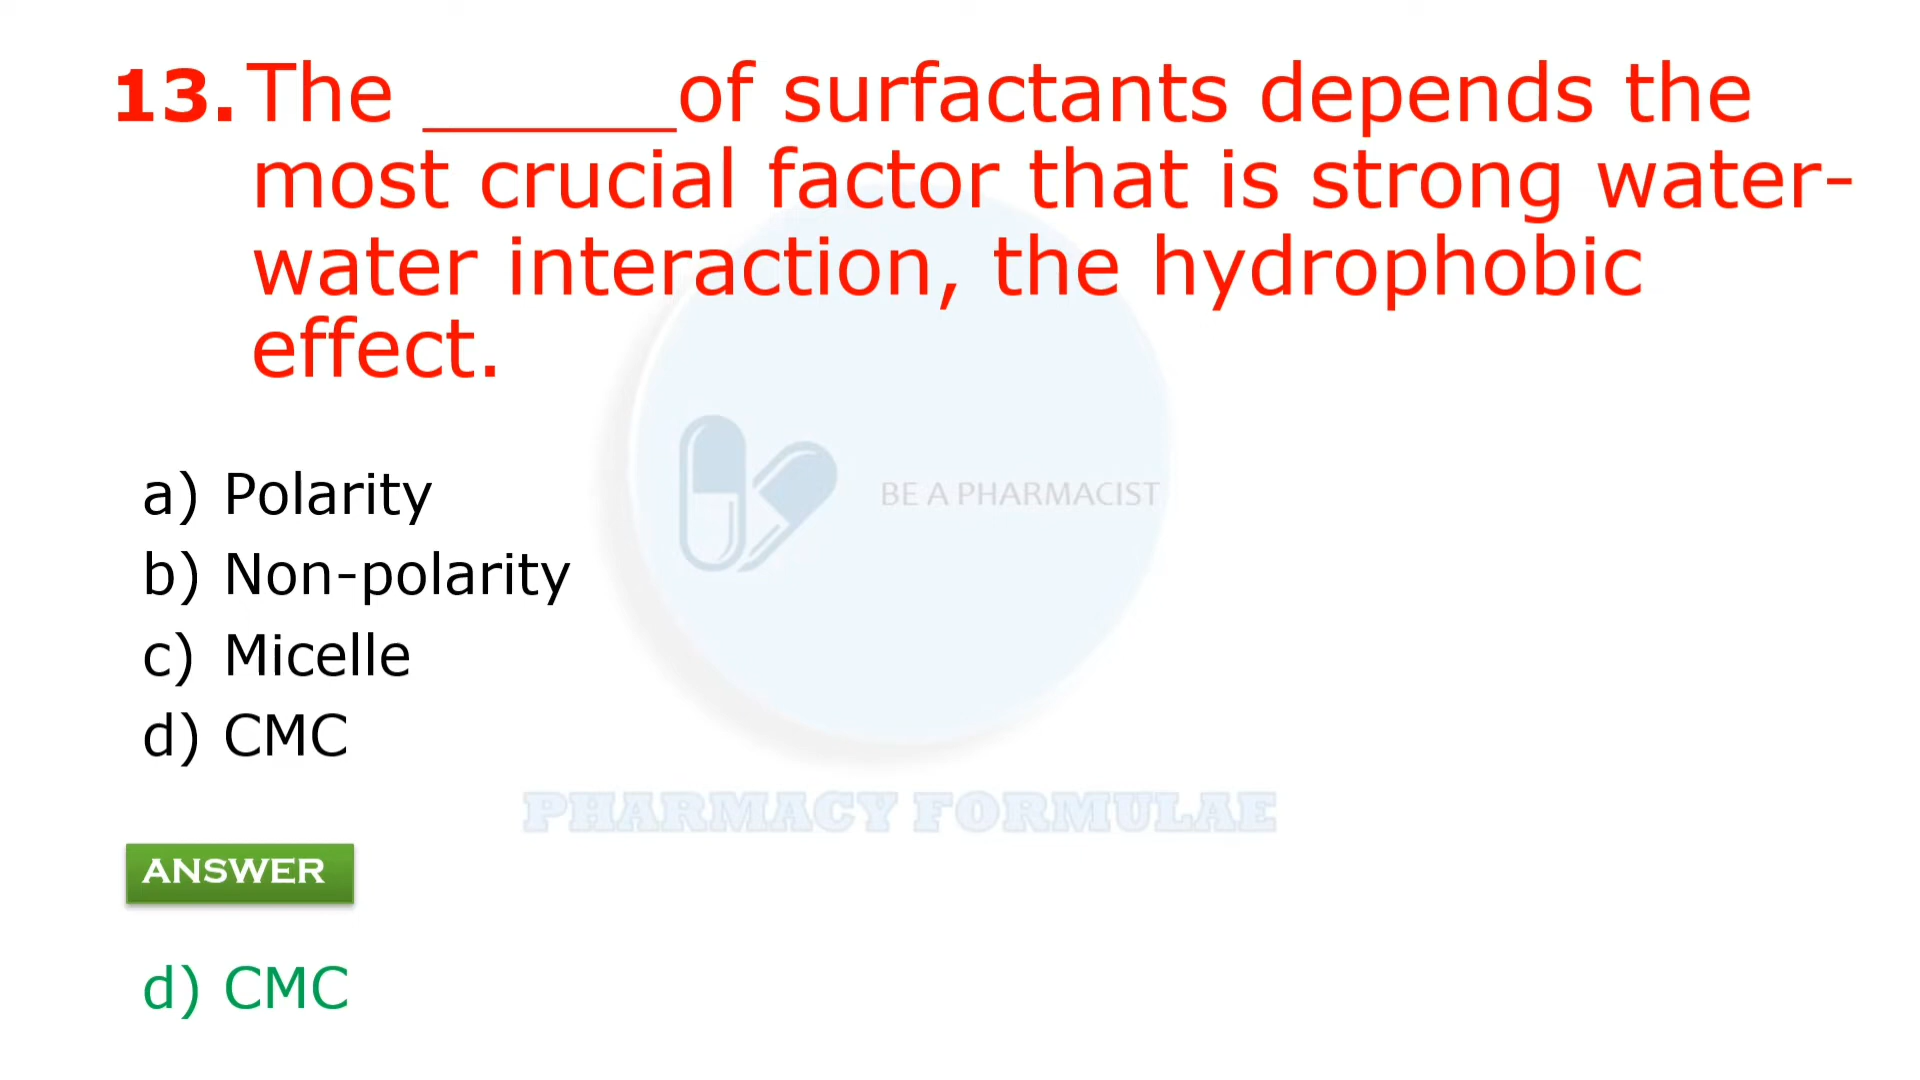 13. The ______of surfactants depends the
most crucial factor that is strong water-
water interaction, the hydrophobic
effect.
a) Polarity
BE A PHARMACIST
b) Non-polarity
c) Micelle
d) CMC
PHARMACY FORMULAE
ANSWER
d) CMC